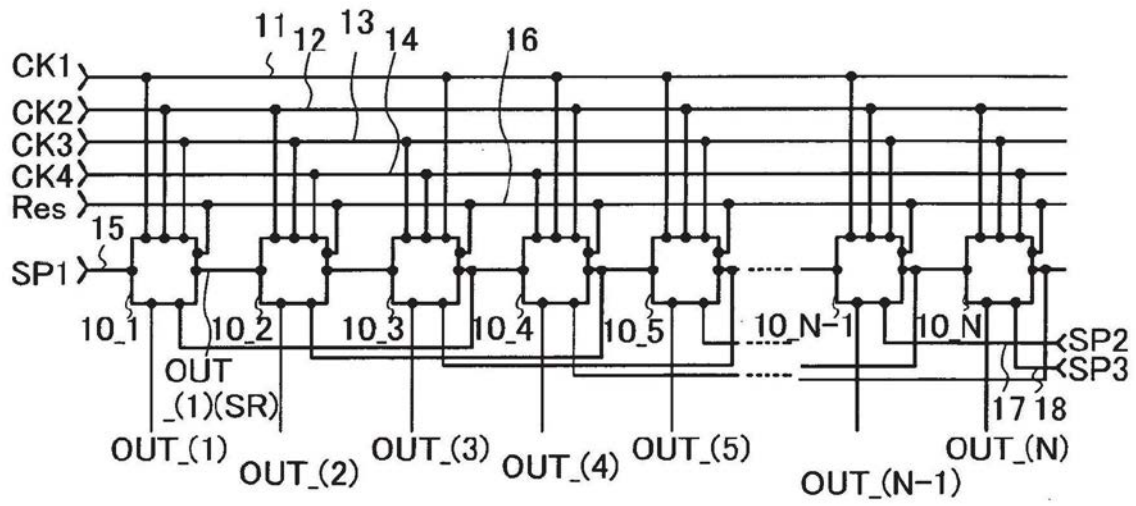 11
12
13
14
16
CK1
CK2
CK3
CK4
Res
15
SP1
10_1
10_2
10_3
10_4
10_5
10_N-1
10_N
SP2
SP3
OUT
_(1)(SR)
17
18
OUT_(1)
OUT_(2)
OUT_(3)
OUT_(4)
OUT_(5)
OUT_(N-1)
OUT_(N)